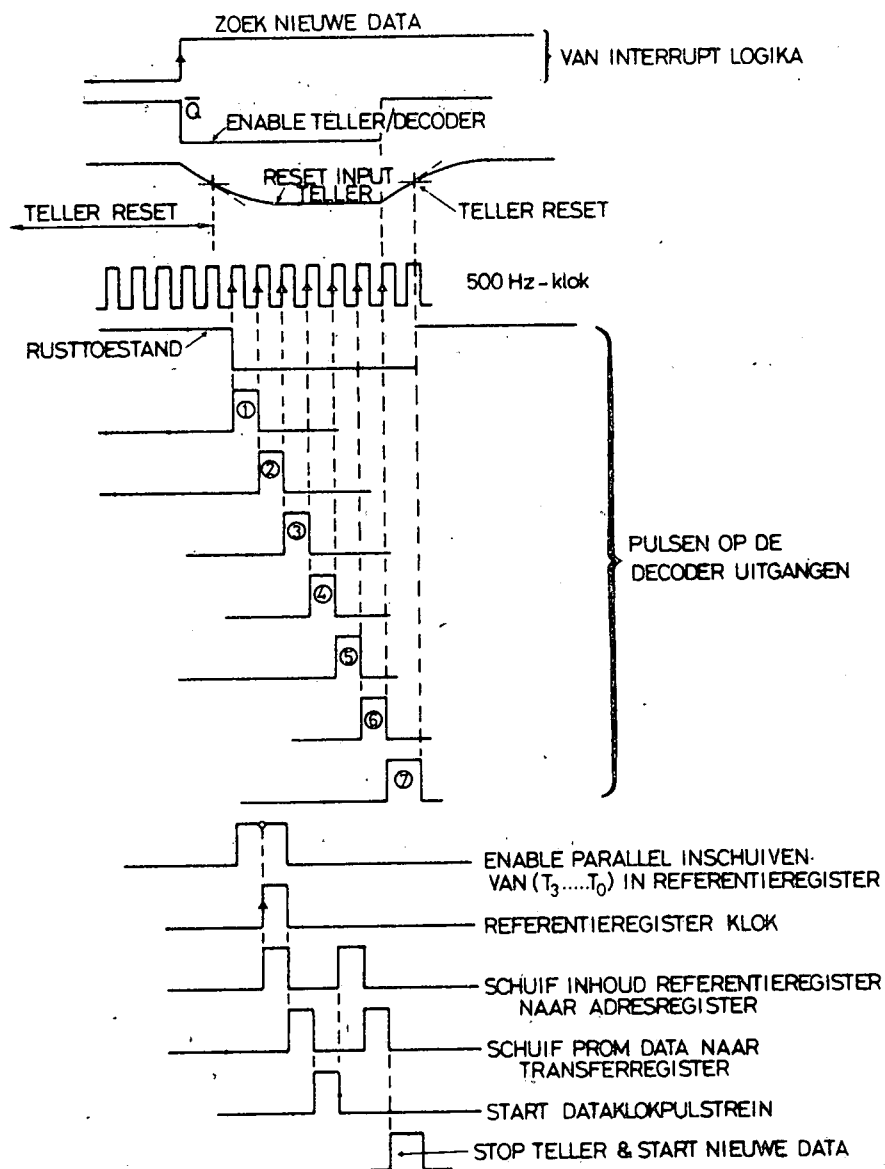 ZOEK NIEUWE DATA
VAN INTERRUPT LOGIKA
Q̅
ENABLE TELLER/DECODER
RESET INPUT
TELLER
TELLER RESET
TELLER RESET
500 Hz-klok
RUSTTOESTAND
①
②
③
④
⑤
⑥
⑦
PULSEN OP DE
DECODER UITGANGEN
ENABLE PARALLEL INSCHUIVEN
VAN (T₃.....T₀) IN REFERENTIEREGISTER
REFERENTIEREGISTER KLOK
SCHUIF INHOUD REFERENTIEREGISTER
NAAR ADRESREGISTER
SCHUIF PROM DATA NAAR
TRANSFERREGISTER
START DATAKLOKPULSTREIN
STOP TELLER & START NIEUWE DATA